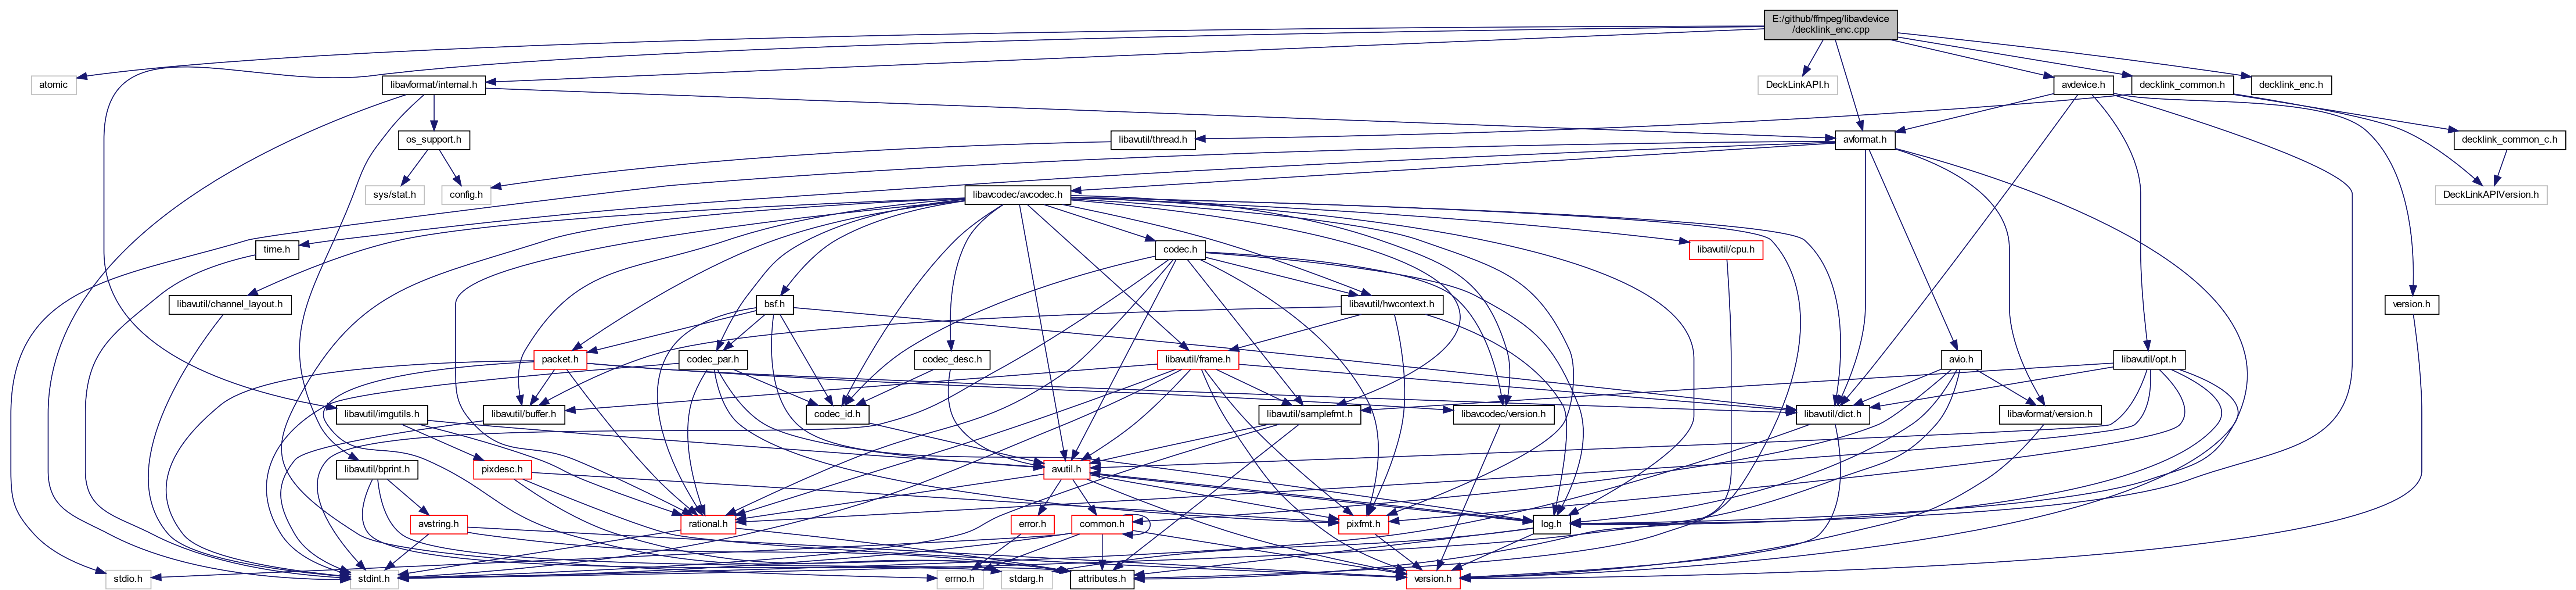 E:/github/ffmpeg/libavdevice
/decklink_enc.cpp
atomic
libavformat/internal.h
DeckLinkAPI.h
avdevice.h
decklink_common.h
decklink_enc.h
os_support.h
libavutil/thread.h
avformat.h
decklink_common_c.h
sys/stat.h
config.h
libavcodec/avcodec.h
DeckLinkAPIVersion.h
time.h
codec.h
libavutil/cpu.h
libavutil/channel_layout.h
bsf.h
libavutil/hwcontext.h
version.h
packet.h
codec_par.h
codec_desc.h
libavutil/frame.h
avio.h
libavutil/opt.h
libavutil/imgutils.h
libavutil/buffer.h
codec_id.h
libavutil/samplefmt.h
libavcodec/version.h
libavutil/dict.h
libavformat/version.h
libavutil/bprint.h
pixdesc.h
avutil.h
avstring.h
rational.h
error.h
common.h
pixfmt.h
log.h
stdio.h
stdint.h
errno.h
stdarg.h
attributes.h
version.h